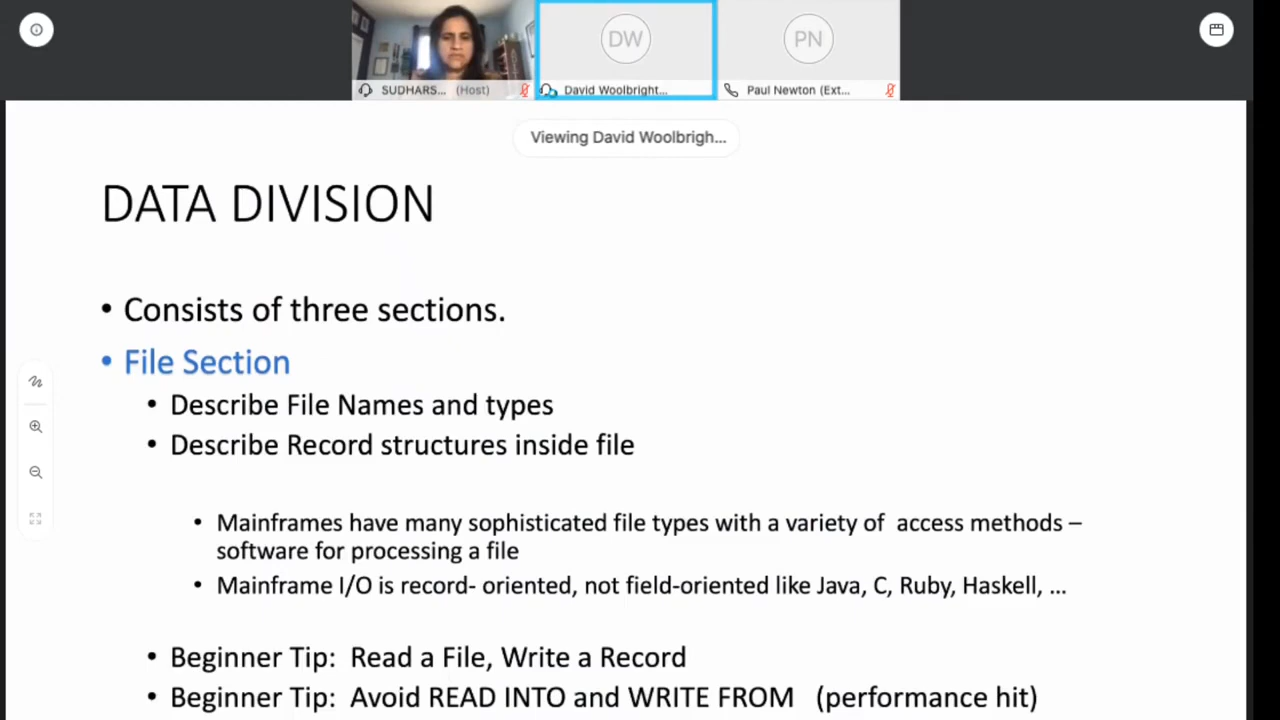 DW
PN
SUDHARS... (Host)
David Woolbright...
Paul Newton (Ext...
Viewing David Woolbrigh...
DATA DIVISION
• Consists of three sections.
• File Section
• Describe File Names and types
• Describe Record structures inside file
• Mainframes have many sophisticated file types with a variety of access methods –
software for processing a file
• Mainframe I/O is record- oriented, not field-oriented like Java, C, Ruby, Haskell, ...
• Beginner Tip: Read a File, Write a Record
• Beginner Tip: Avoid READ INTO and WRITE FROM (performance hit)